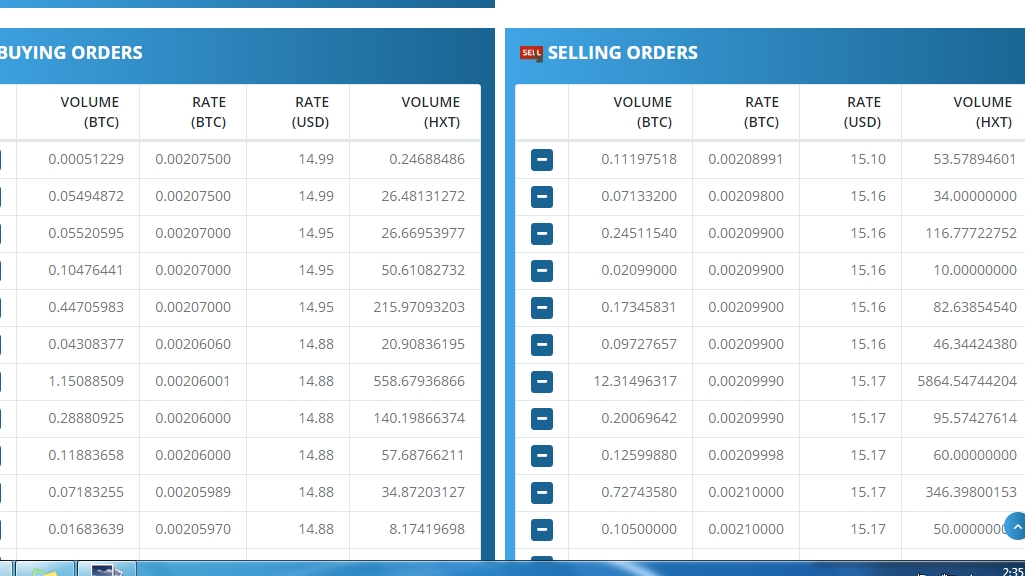 BUYING ORDERS
VOLUME (BTC) RATE (BTC) RATE (USD) VOLUME (HXT)
0.00051229 0.00207500 14.99 0.24688486
0.05494872 0.00207500 14.99 26.48131272
0.05520595 0.00207000 14.95 26.66953977
0.10476441 0.00207000 14.95 50.61082732
0.44705983 0.00207000 14.95 215.97093203
0.04308377 0.00206060 14.88 20.90836195
1.15088509 0.00206001 14.88 558.67936866
0.28880925 0.00206000 14.88 140.19866374
0.11883658 0.00206000 14.88 57.68766211
0.07183255 0.00205989 14.88 34.87203127
0.01683639 0.00205970 14.88 8.17419698
SELL SELLING ORDERS
VOLUME (BTC) RATE (BTC) RATE (USD) VOLUME (HXT)
0.11197518 0.00208991 15.10 53.57894601
0.07133200 0.00209800 15.16 34.00000000
0.24511540 0.00209900 15.16 116.77722752
0.02099000 0.00209900 15.16 10.00000000
0.17345831 0.00209900 15.16 82.63854540
0.09727657 0.00209900 15.16 46.34424380
12.31496317 0.00209990 15.17 5864.54744204
0.20069642 0.00209990 15.17 95.57427614
0.12599880 0.00209998 15.17 60.00000000
0.72743580 0.00210000 15.17 346.39800153
0.10500000 0.00210000 15.17 50.0000000
2:35